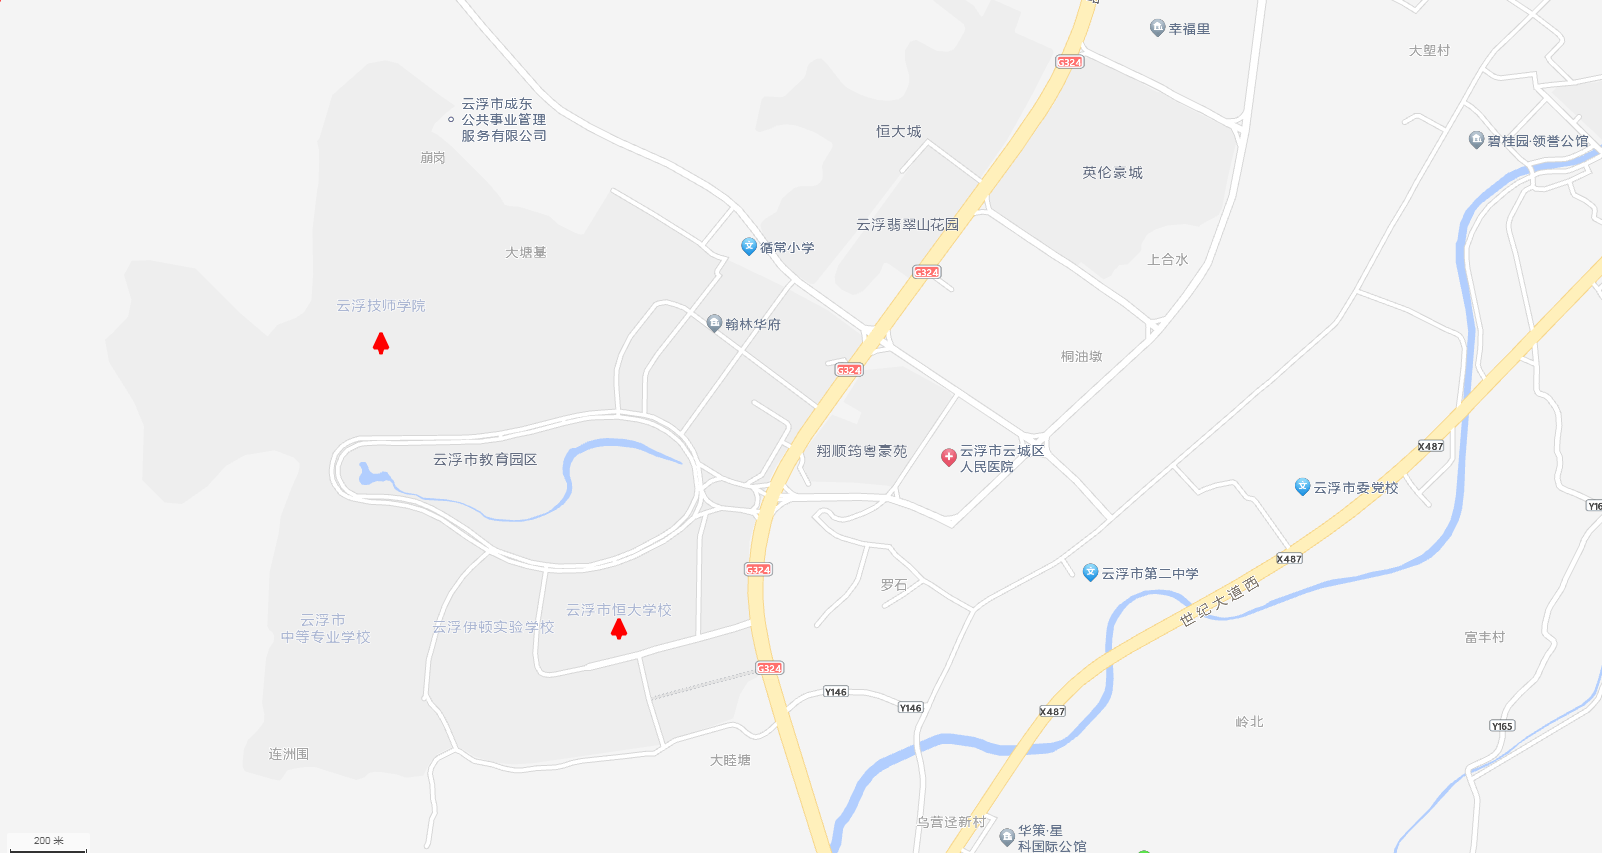 幸福里
大塱村
G324
云浮市成东
公共事业管理
服务有限公司
恒大城
碧桂园·领誉公馆
崩岗
英伦豪城
云浮翡翠山花园
循常小学
大塘基
上合水
G324
云浮技师学院
翰林华府
桐油墩
G324
翔顺筠粤豪苑
云浮市云城区
人民医院
X487
云浮市教育园区
云浮市委党校
X487
G324
云浮市第二中学
罗石
世纪大道西
云浮市恒大学校
云浮市
中等专业学校
云浮伊顿实验学校
富丰村
G324
Y146
Y146
X487
岭北
Y165
连洲围
大睦塘
乌营迳新村
华策·星
科国际公馆
200 米